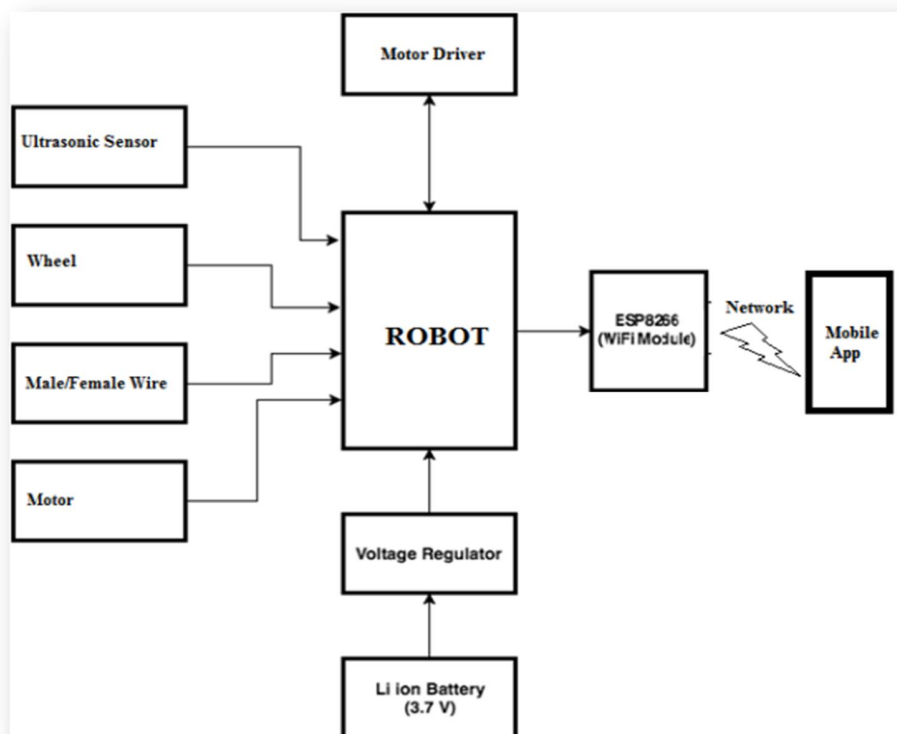 Motor Driver
Ultrasonic Sensor
Wheel
Male/Female Wire
Motor
ROBOT
ESP8266
(WiFi Module)
Network
Mobile
App
Voltage Regulator
Li ion Battery
(3.7 V)